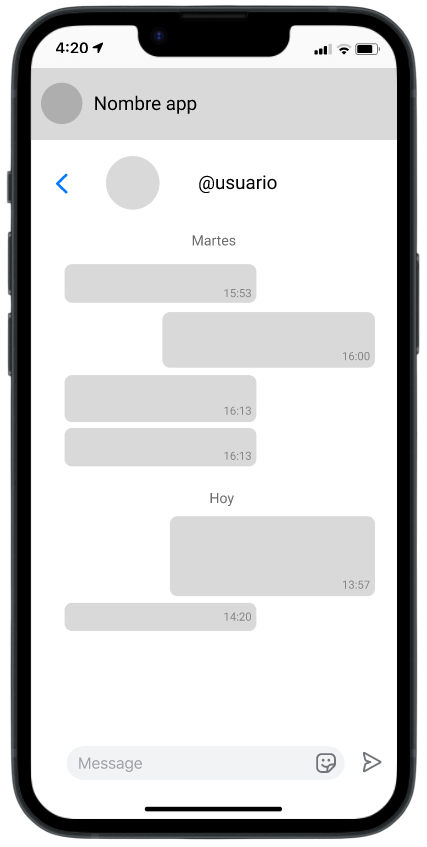 4:20
Nombre app
@usuario
Martes
15:53
16:00
16:13
16:13
Hoy
13:57
14:20
Message